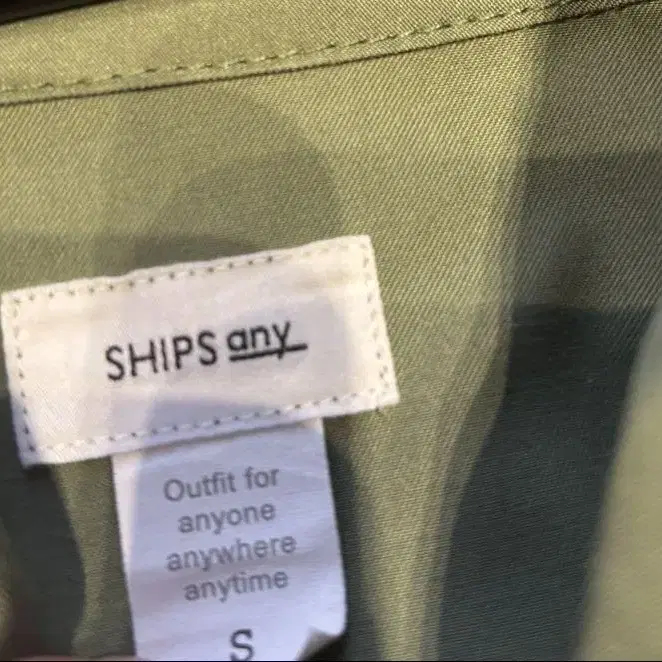 SHIPS any
Outfit for
anyone
anywhere
anytime
S